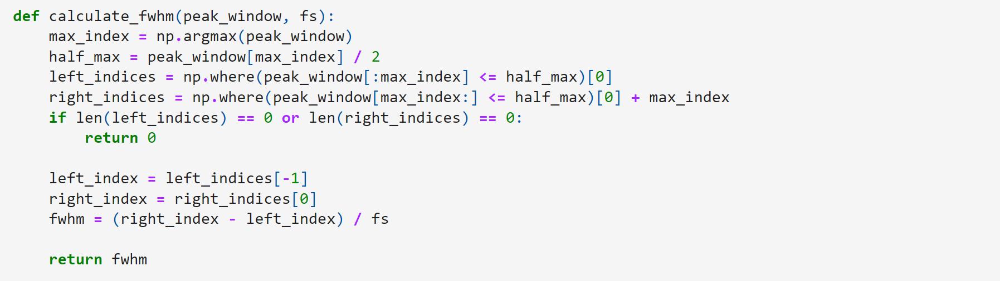 def calculate_fwhm(peak_window, fs):
    max_index = np.argmax(peak_window)
    half_max = peak_window[max_index] / 2
    left_indices = np.where(peak_window[:max_index] <= half_max)[0]
    right_indices = np.where(peak_window[max_index:] <= half_max)[0] + max_index
    if len(left_indices) == 0 or len(right_indices) == 0:
        return 0

    left_index = left_indices[-1]
    right_index = right_indices[0]
    fwhm = (right_index - left_index) / fs

    return fwhm